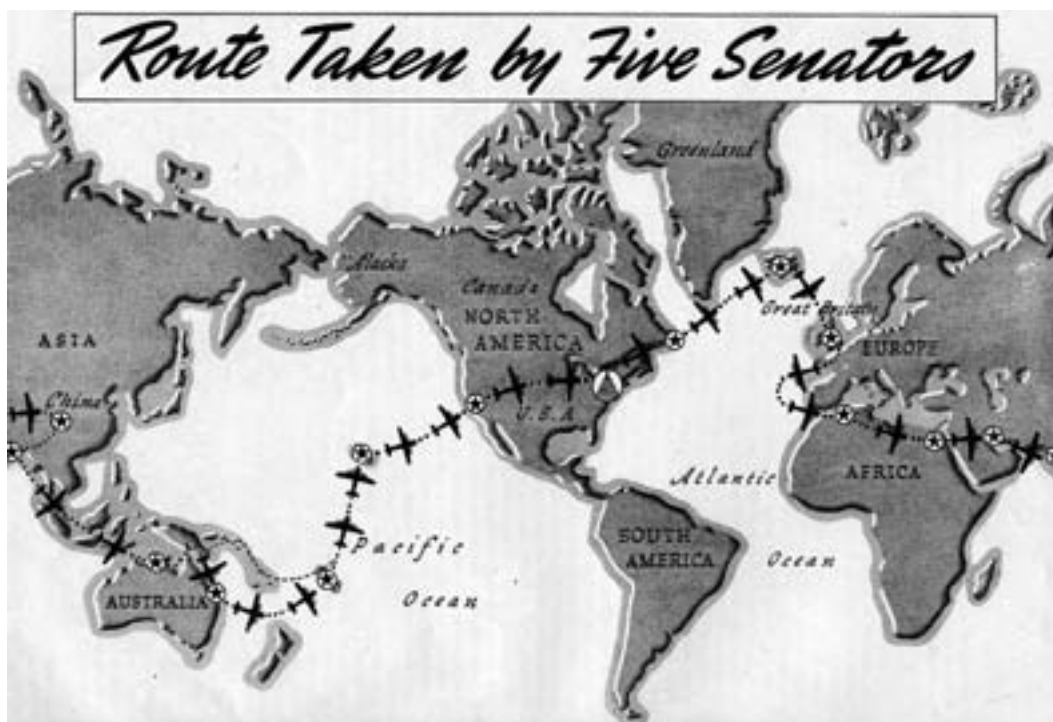 Route Taken by Five Senators
Greenland
Alaska
Canada
NORTH
AMERICA
U.S.A.
Great Britain
EUROPE
ASIA
China
Atlantic
Ocean
AFRICA
SOUTH
AMERICA
Pacific
Ocean
AUSTRALIA